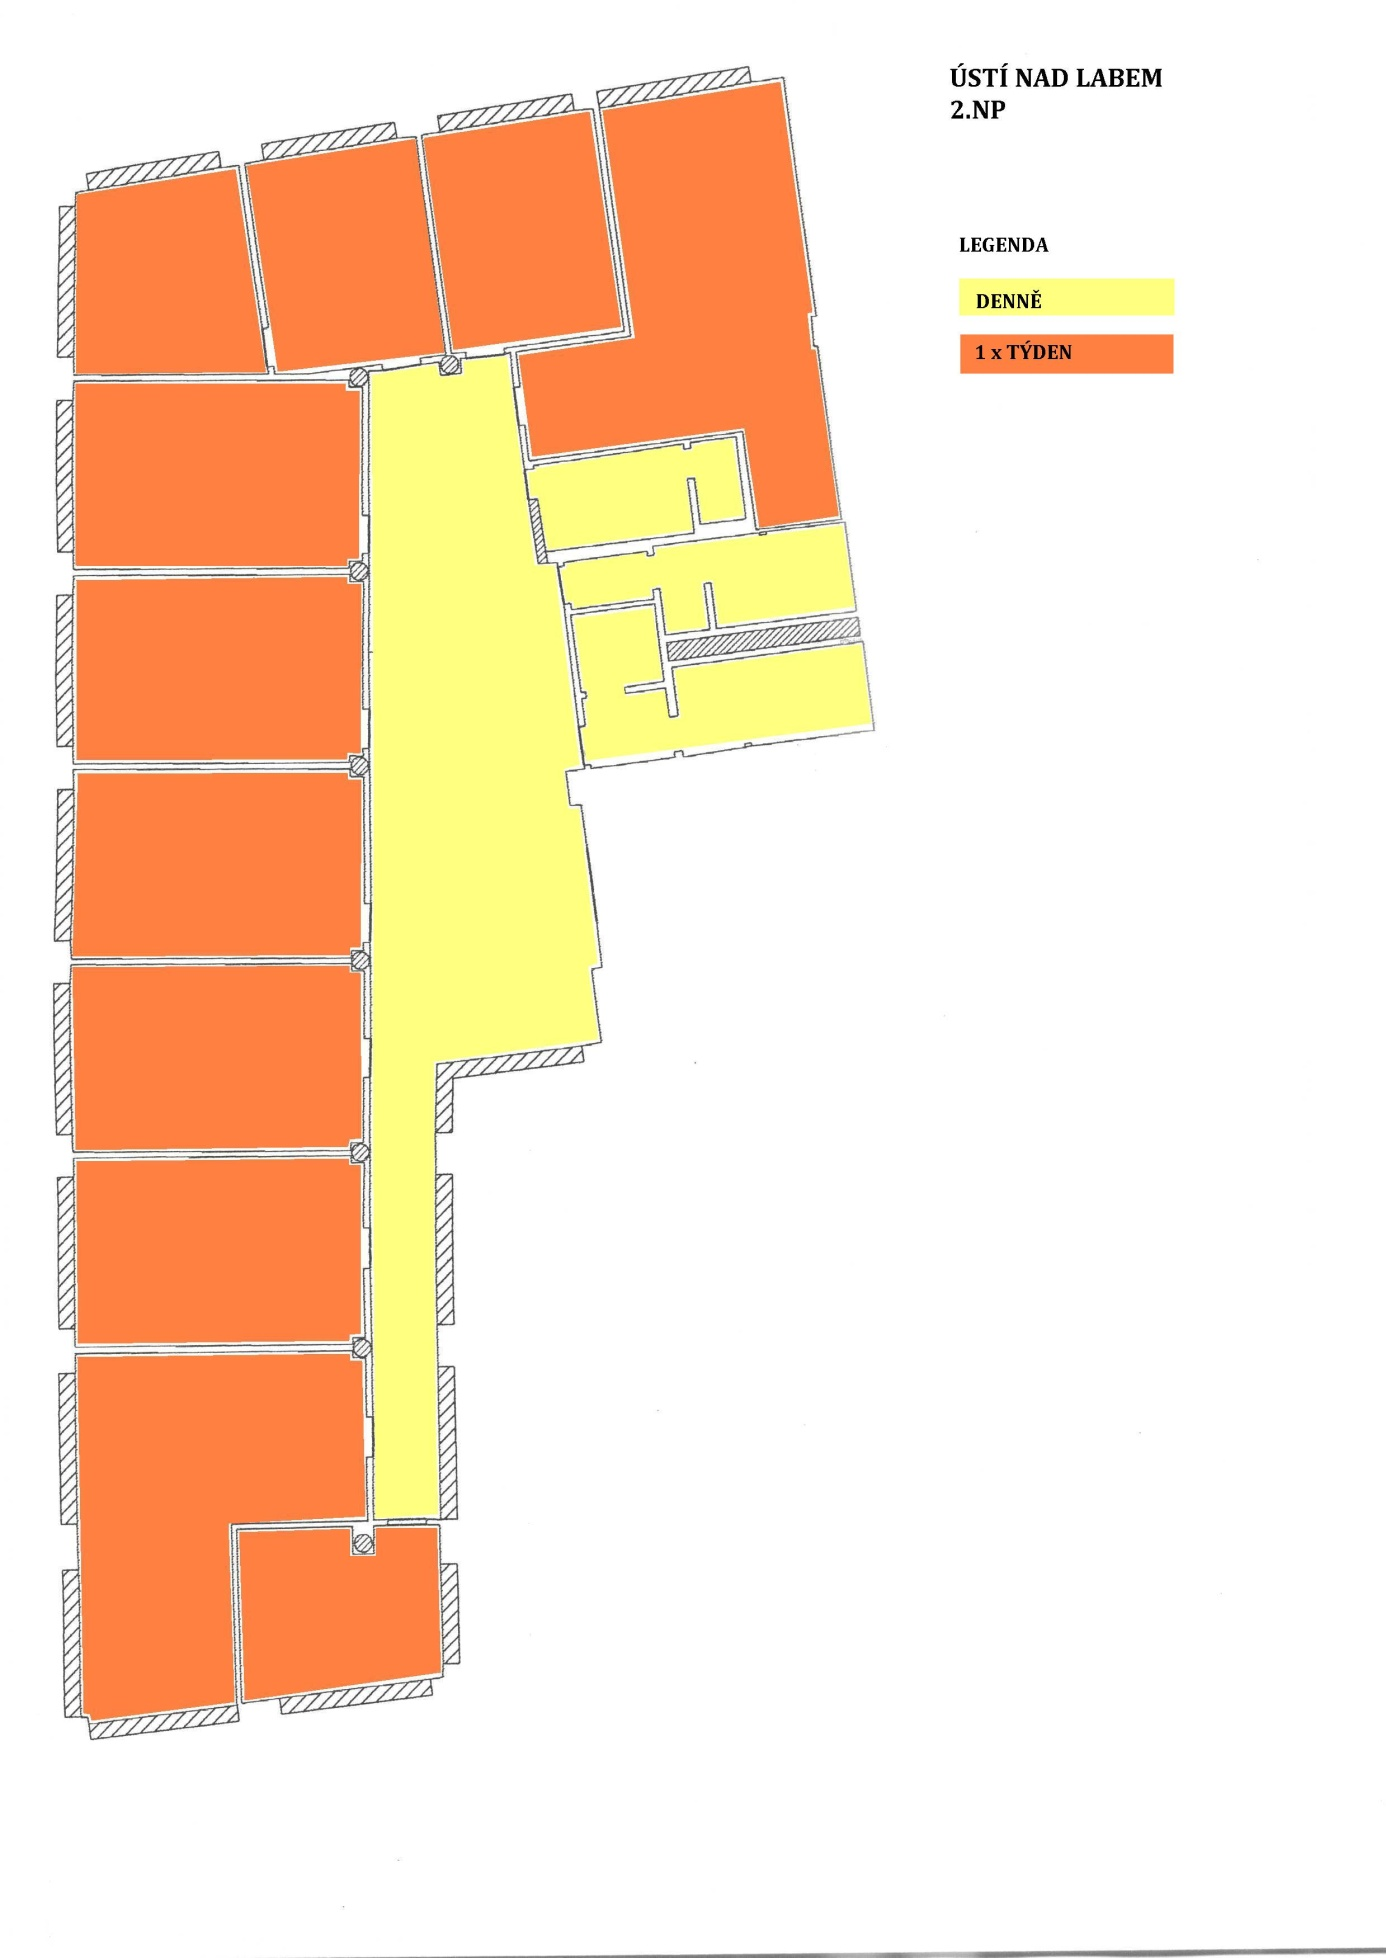 ÚSTÍ NAD LABEM
2.NP
LEGENDA
DENNĚ
1 x TÝDEN